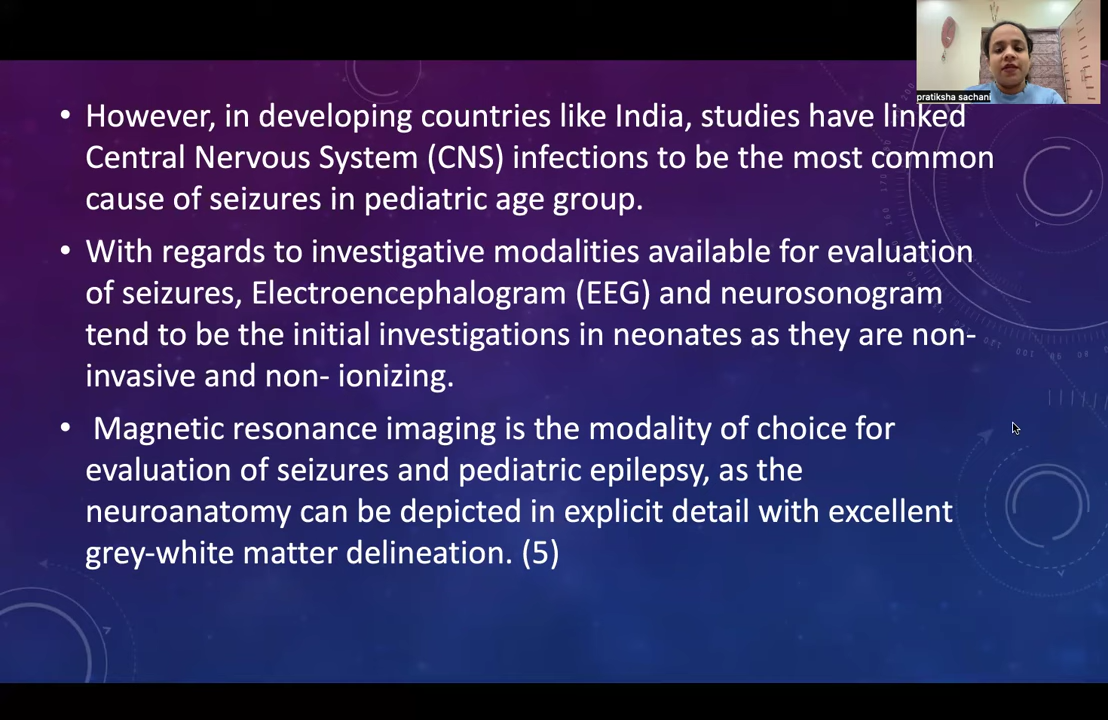 pratiksha sachani
• However, in developing countries like India, studies have linked
Central Nervous System (CNS) infections to be the most common
cause of seizures in pediatric age group.
• With regards to investigative modalities available for evaluation
of seizures, Electroencephalogram (EEG) and neurosonogram
tend to be the initial investigations in neonates as they are non-
invasive and non- ionizing.
• Magnetic resonance imaging is the modality of choice for
evaluation of seizures and pediatric epilepsy, as the
neuroanatomy can be depicted in explicit detail with excellent
grey-white matter delineation. (5)